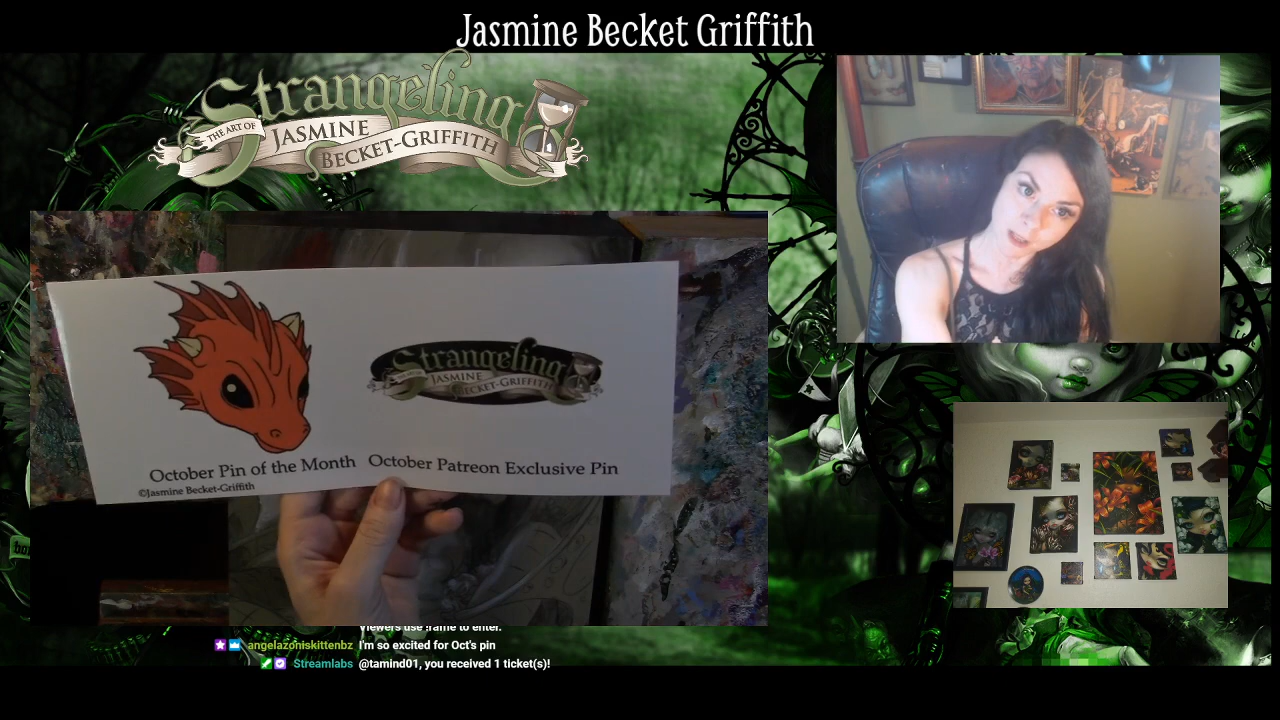 Jasmine Becket Griffith
Strangeling
THE ART OF
JASMINE
BECKET-GRIFFITH
Strangeling
JASMINE
BECKET-GRIFFITH
October Pin of the Month
October Patreon Exclusive Pin
©Jasmine Becket-Griffith
Viewers use !rafle to enter.
angelazoniskittenbz I'm so excited for Oct's pin
Streamlabs @tamind01, you received 1 ticket(s)!